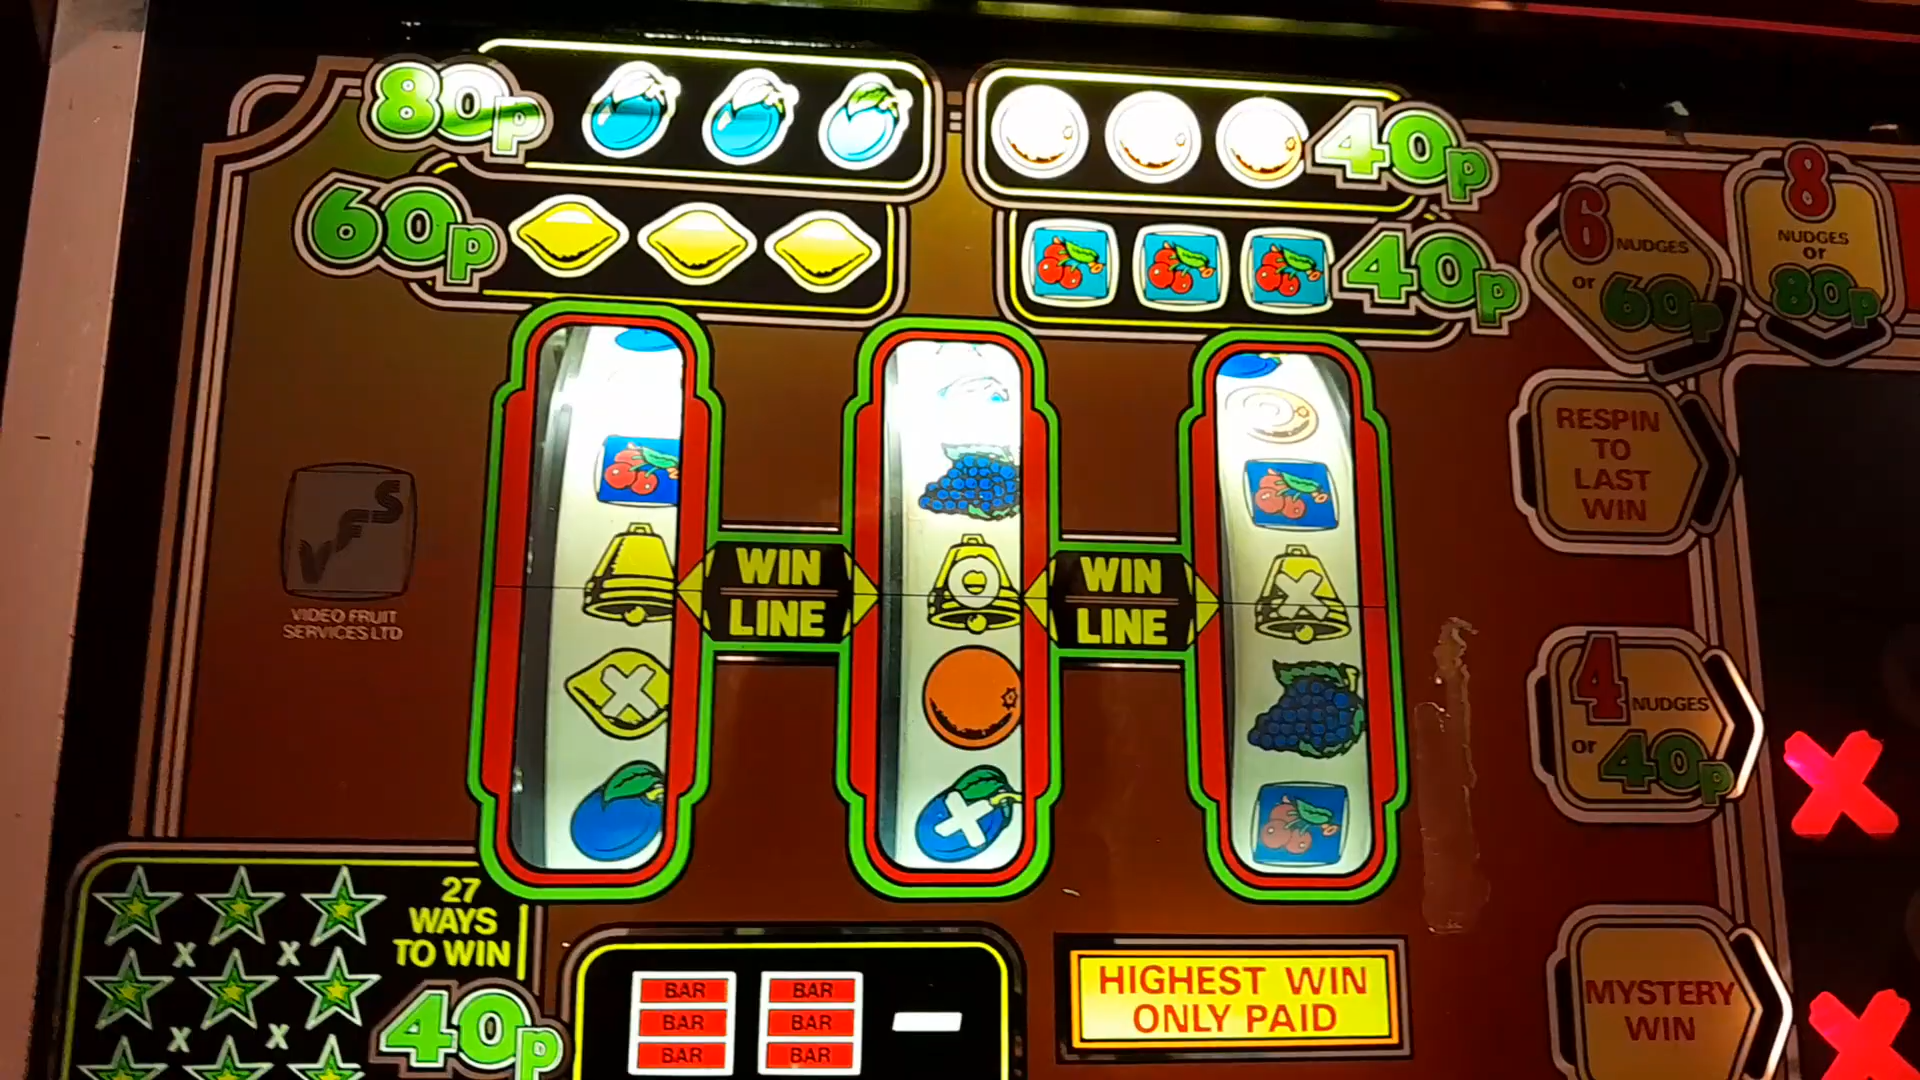 80p
40p
60p
40p
6 NUDGES
or 60p
8
NUDGES
or
80p
RESPIN
TO
LAST
WIN
VFS
VIDEO FRUIT
SERVICES LTD
WIN
LINE
WIN
LINE
4 NUDGES
or 40p
27
WAYS
TO WIN
40p
BAR
BAR
BAR
BAR
BAR
BAR
HIGHEST WIN
ONLY PAID
MYSTERY
WIN